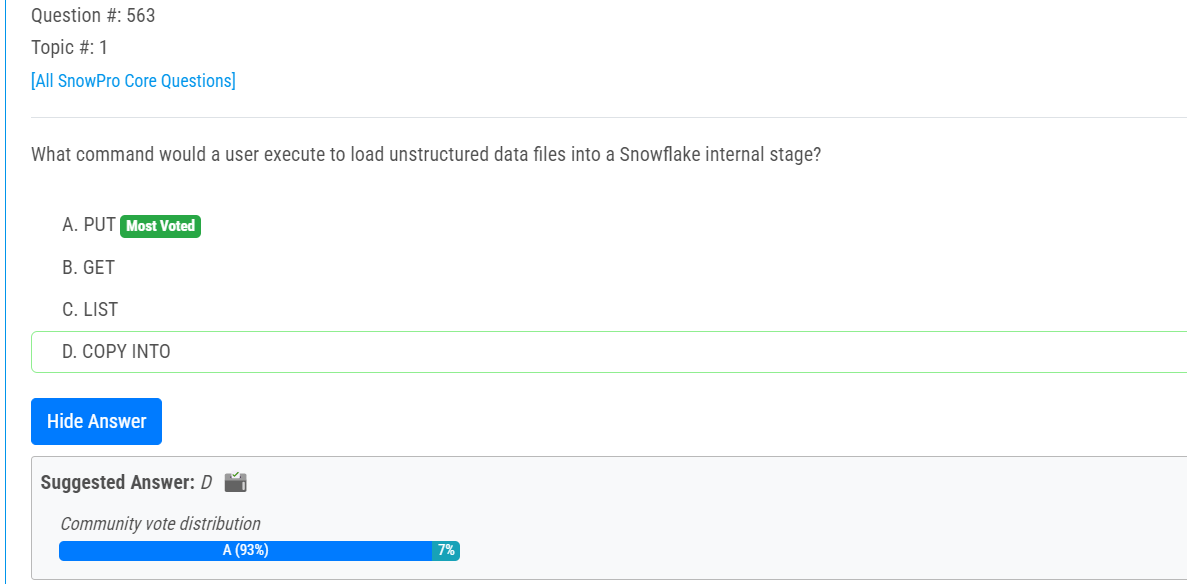 Question #: 563
Topic #: 1
[All SnowPro Core Questions]
What command would a user execute to load unstructured data files into a Snowflake internal stage?
A. PUT Most Voted
B. GET
C. LIST
D. COPY INTO
Hide Answer
Suggested Answer: D
Community vote distribution
A (93%) 7%